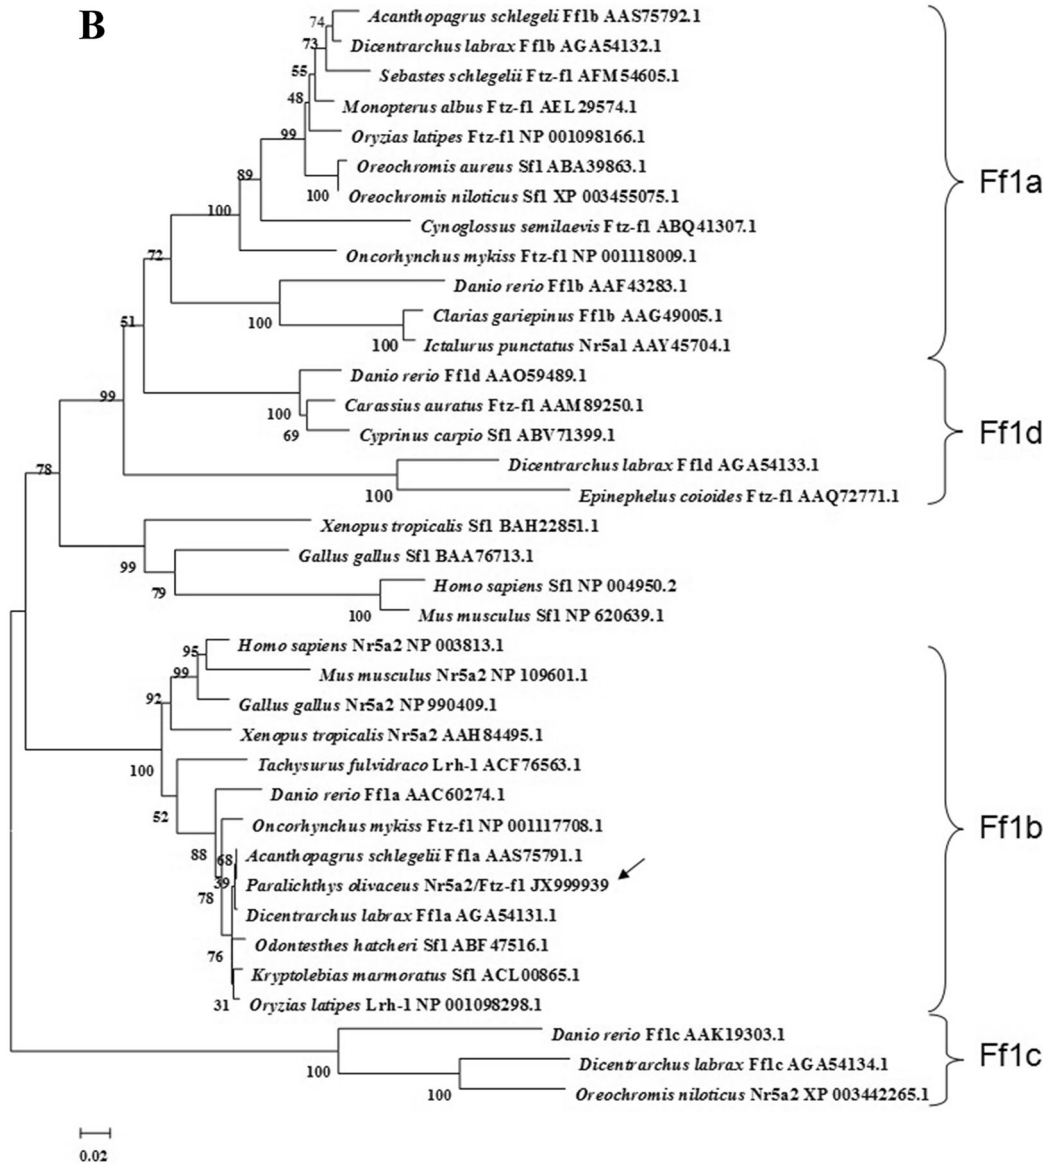 B
74
Acanthopagrus schlegeli Ff1b AAS75792.1
73
Dicentrarchus labrax Ff1b AGA54132.1
55
Sebastes schlegelii Ftz-f1 AFM54605.1
48
Monopterus albus Ftz-f1 AEL29574.1
99
Oryzias latipes Ftz-f1 NP 001098166.1
89
Oreochromis aureus Sf1 ABA39863.1
100
Oreochromis niloticus Sf1 XP 003455075.1
Ff1a
100
Cynoglossus semilaevis Ftz-f1 ABQ41307.1
72
Oncorhynchus mykiss Ftz-f1 NP 001118009.1
Danio rerio Ff1b AAF43283.1
51
100
Clarias gariepinus Ff1b AAG49005.1
100
Ictalurus punctatus Nr5a1 AAY45704.1
Danio rerio Ff1d AAO59489.1
99
100
Carassius auratus Ftz-f1 AAM89250.1
69
Cyprinus carpio Sf1 ABV71399.1
Ff1d
78
Dicentrarchus labrax Ff1d AGA54133.1
100
Epinephelus coioides Ftz-f1 AAQ72771.1
Xenopus tropicalis Sf1 BAH22851.1
99
Gallus gallus Sf1 BAA76713.1
79
Homo sapiens Sf1 NP 004950.2
100
Mus musculus Sf1 NP 620639.1
95
Homo sapiens Nr5a2 NP 003813.1
99
Mus musculus Nr5a2 NP 109601.1
92
Gallus gallus Nr5a2 NP 990409.1
Xenopus tropicalis Nr5a2 AAH84495.1
100
Tachysurus fulvidraco Lrh-1 ACF76563.1
52
Danio rerio Ff1a AAC60274.1
Oncorhynchus mykiss Ftz-f1 NP 001117708.1
Ff1b
88
68
Acanthopagrus schlegelii Ff1a AAS75791.1
39
Paralichthys olivaceus Nr5a2/Ftz-f1 JX999939
78
Dicentrarchus labrax Ff1a AGA54131.1
76
Odontesthes hatcheri Sf1 ABF47516.1
Kryptolebias marmoratus Sf1 ACL00865.1
31
Oryzias latipes Lrh-1 NP 001098298.1
Danio rerio Ff1c AAK19303.1
100
Dicentrarchus labrax Ff1c AGA54134.1
Ff1c
100
Oreochromis niloticus Nr5a2 XP 003442265.1
0.02